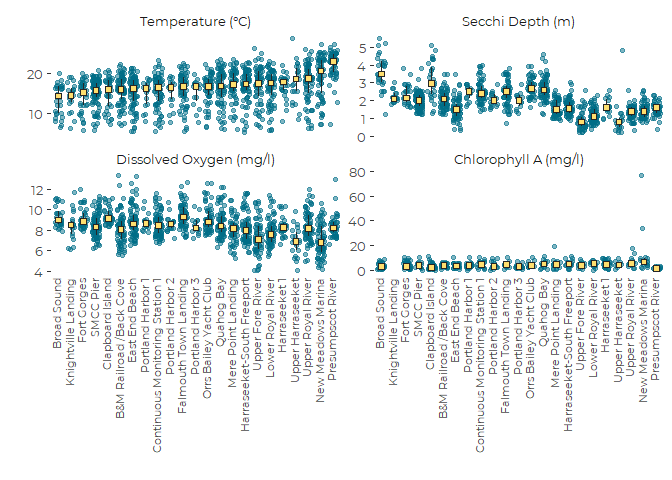 Temperature (°C)
Secchi Depth (m)
20
10
5
4
3
2
1
0
Dissolved Oxygen (mg/l)
Chlorophyll A (mg/l)
12
10
8
6
4
80
60
40
20
0
Broad Sound
Knightville Landing
Fort Gorges
SMCC Pier
Clapboard Island
B&M Railroad / Back Cove
East End Beach
Portland Harbor 1
Continuous Monitoring Station 1
Portland Harbor 2
Falmouth Town Landing
Portland Harbor 3
Orrs Bailey Yacht Club
Quahog Bay
Mere Point Landing
Harraseeket-South Freeport
Upper Fore River
Lower Royal River
Harraseeket 1
Upper Harraseeket
Upper Royal River
New Meadows Marina
Presumpscot River
Broad Sound
Knightville Landing
Fort Gorges
SMCC Pier
Clapboard Island
B&M Railroad / Back Cove
East End Beach
Portland Harbor 1
Continuous Monitoring Station 1
Portland Harbor 2
Falmouth Town Landing
Portland Harbor 3
Orrs Bailey Yacht Club
Quahog Bay
Mere Point Landing
Harraseeket-South Freeport
Upper Fore River
Lower Royal River
Harraseeket 1
Upper Harraseeket
Upper Royal River
New Meadows Marina
Presumpscot River